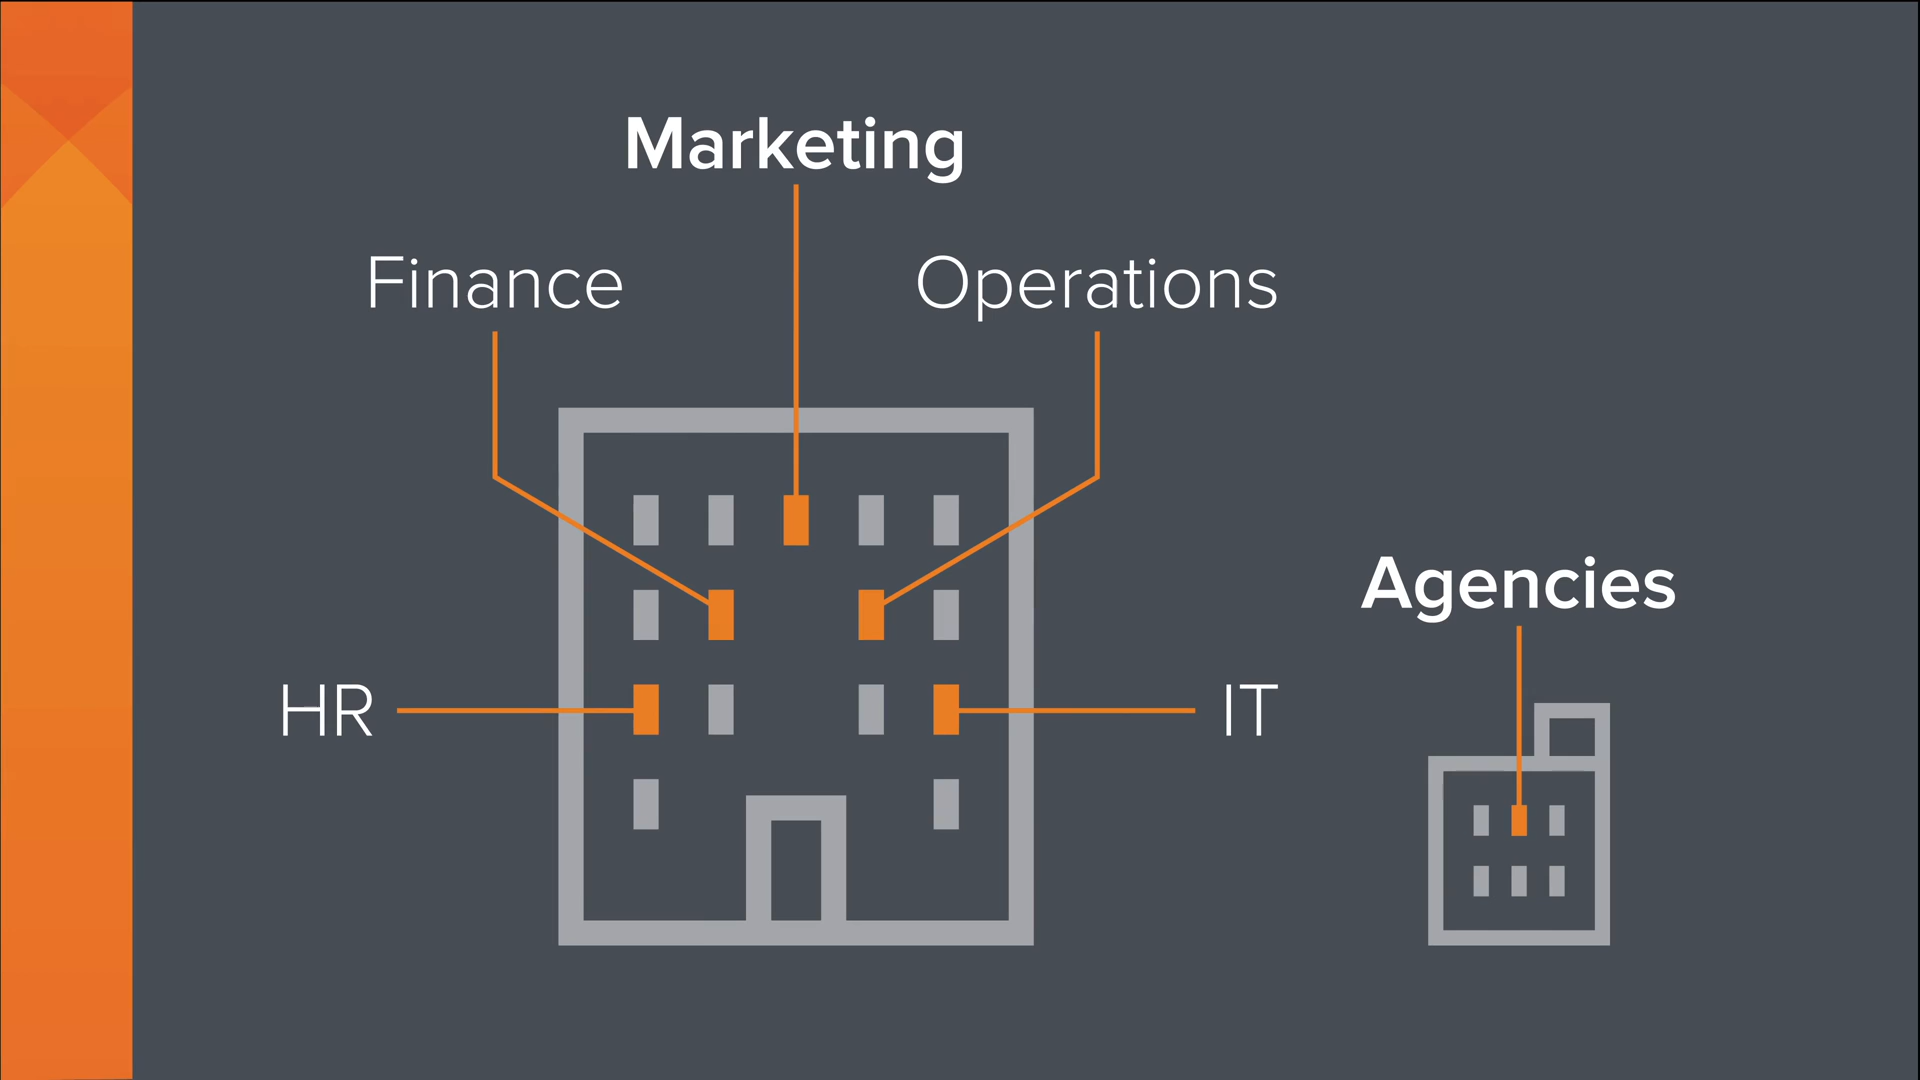 Marketing
Finance
Operations
Agencies
HR
IT